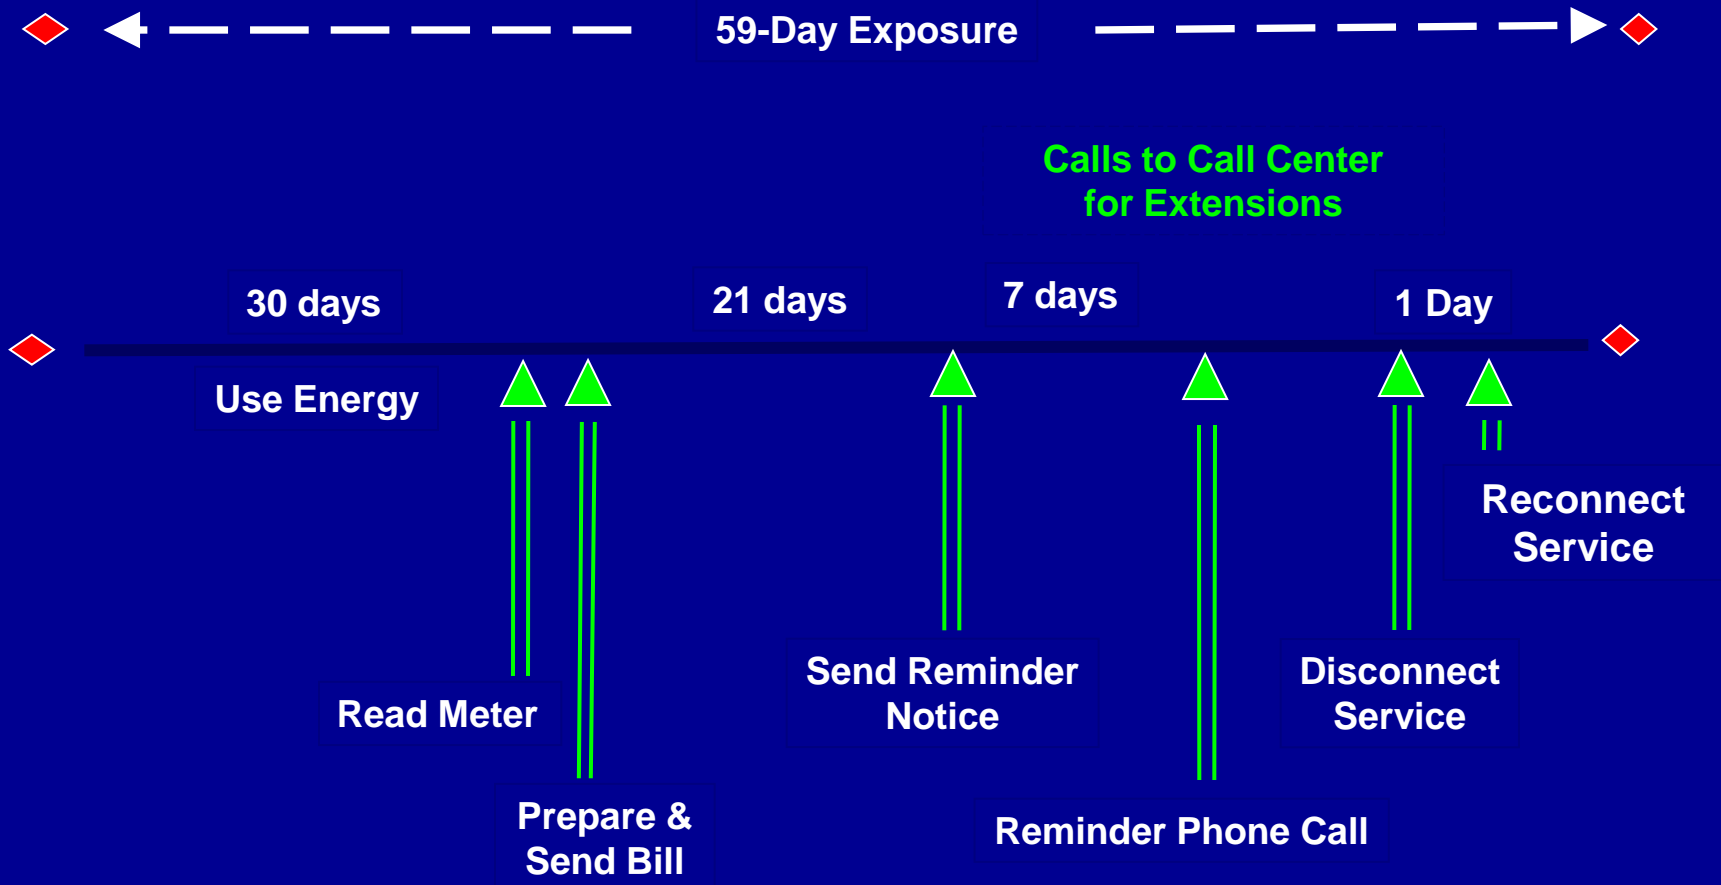 59-Day Exposure
Calls to Call Center
for Extensions
30 days
21 days
7 days
1 Day
Use Energy
Reconnect
Service
Read Meter
Send Reminder
Notice
Disconnect
Service
Prepare &
Send Bill
Reminder Phone Call